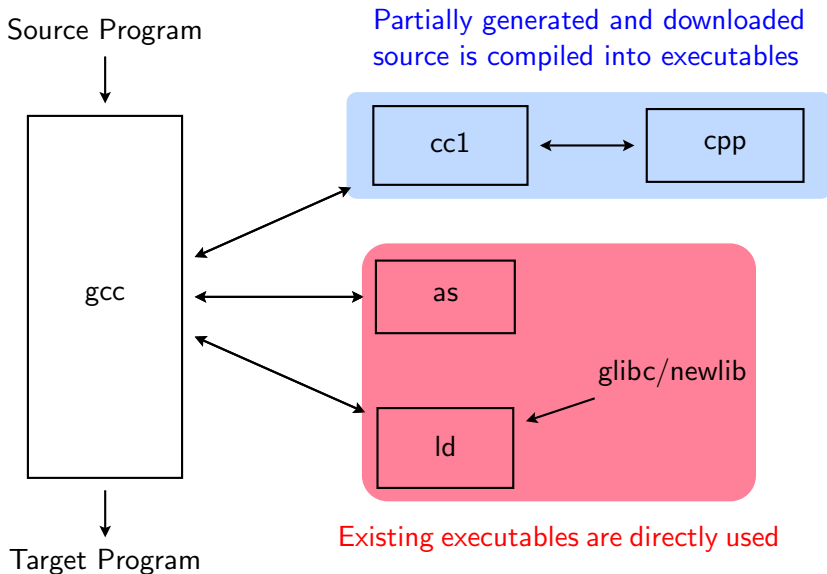 Source Program
Partially generated and downloaded
source is compiled into executables
cc1
cpp
gcc
as
glibc/newlib
ld
Existing executables are directly used
Target Program